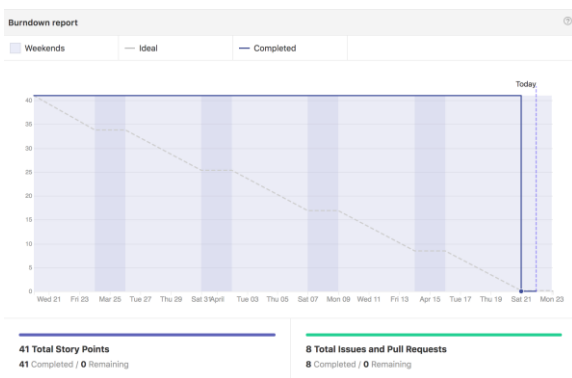 Burndown report
Weekends
Ideal
Completed
Today
40
35
30
25
20
15
10
5
0
Wed 21 Fri 23 Mar 25 Tue 27 Thu 29 Sat 31 April Tue 03 Thu 05 Sat 07 Mon 09 Wed 11 Fri 13 Apr 15 Tue 17 Thu 19 Sat 21 Mon 23
41 Total Story Points
41 Completed / 0 Remaining
8 Total Issues and Pull Requests
8 Completed / 0 Remaining